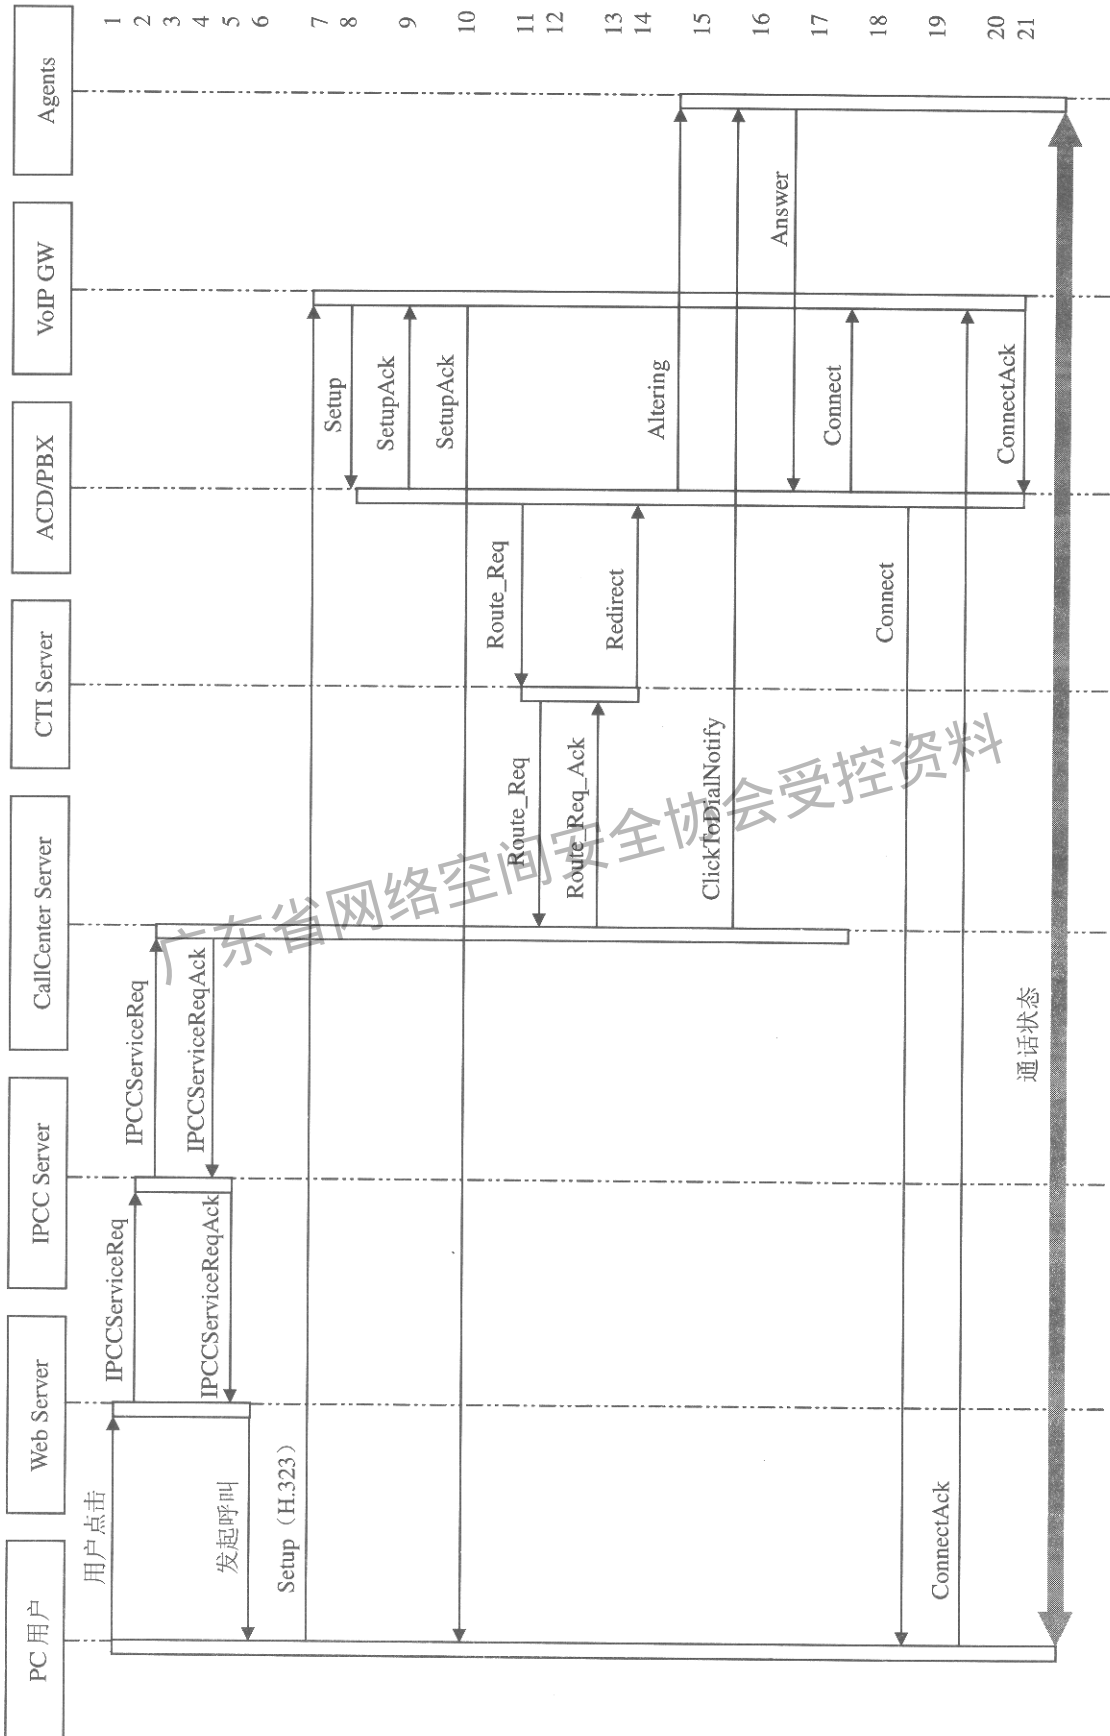 PC 用户
Web Server
IPCC Server
CallCenter Server
CTI Server
ACD/PBX
VoIP GW
Agents
用户点击
1
IPCCServiceReq
2
IPCCServiceReq
3
IPCCServiceReqAck
4
IPCCServiceReqAck
5
发起呼叫
6
Setup（H.323）
7
Setup
8
SetupAck
9
SetupAck
10
Route_Req
11
Route_Req
12
Route_Req_Ack
13
Redirect
14
Altering
15
ClickToDialNotify
16
Answer
17
Connect
18
Connect
19
ConnectAck
20
ConnectAck
21
通话状态
广东省网络空间安全协会受控资料